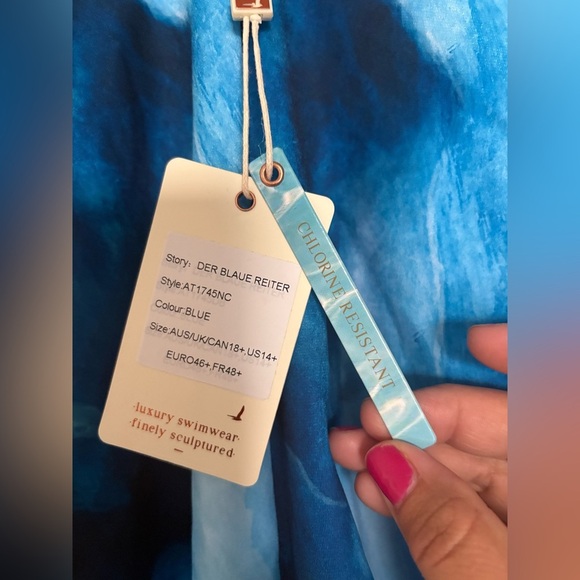 Story: DER BLAUE REITER
Style:AT1745NC
Colour:BLUE
Size,AUS/UK/CAN18+,US14+
EURO46+,FR48+
·luxury swimwear·
·finely sculptured·
CHLORINE RESISTANT